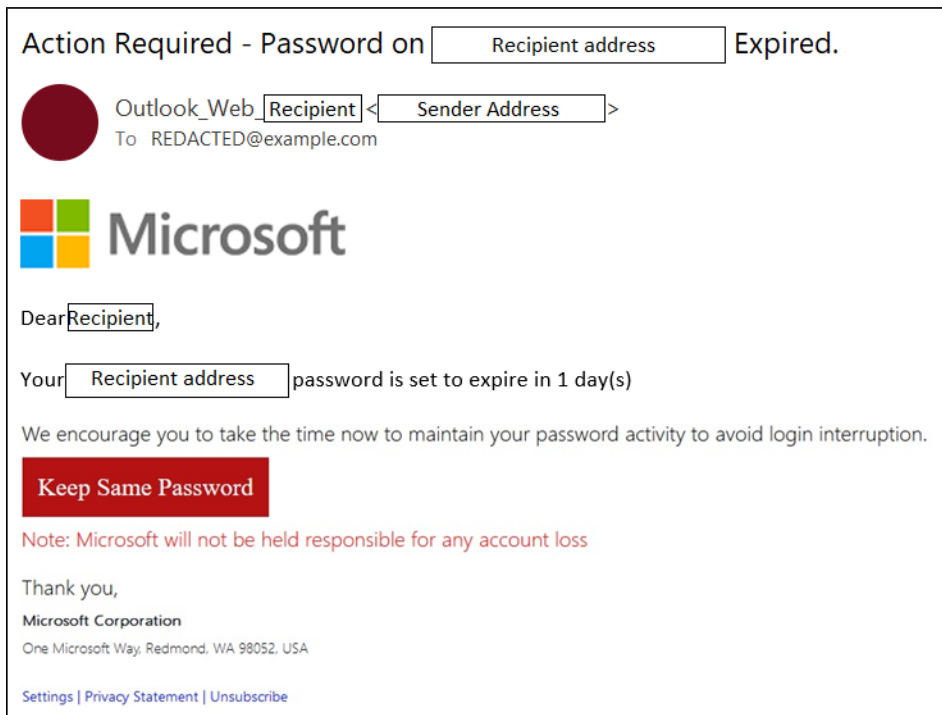 Action Required - Password on Recipient address Expired.
Outlook_Web_Recipient < Sender Address >
To REDACTED@example.com
Microsoft
Dear Recipient,
Your Recipient address password is set to expire in 1 day(s)
We encourage you to take the time now to maintain your password activity to avoid login interruption.
Keep Same Password
Note: Microsoft will not be held responsible for any account loss
Thank you,
Microsoft Corporation
One Microsoft Way, Redmond, WA 98052, USA
Settings | Privacy Statement | Unsubscribe